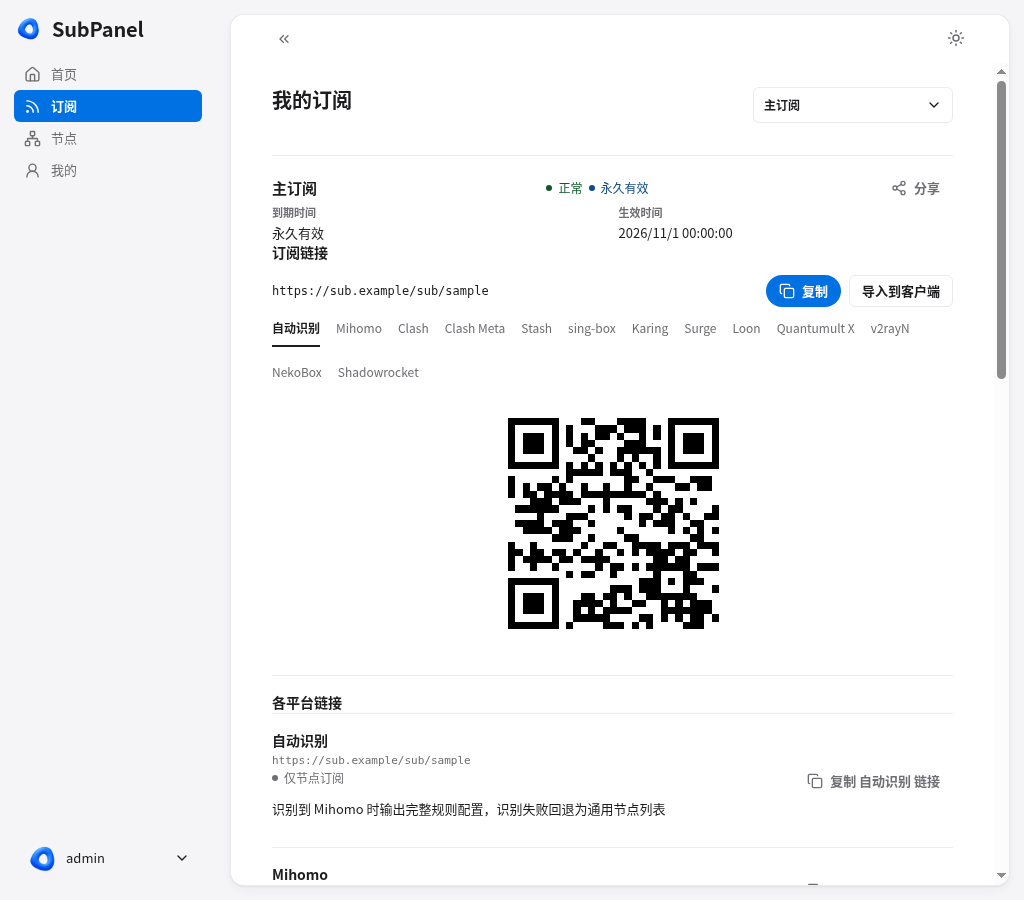 SubPanel
首页
订阅
节点
我的
admin
我的订阅
主订阅
主订阅
正常 永久有效
分享
到期时间
生效时间
永久有效
2026/11/1 00:00:00
订阅链接
https://sub.example/sub/sample
复制
导入到客户端
自动识别 Mihomo Clash Clash Meta Stash sing-box Karing Surge Loon Quantumult X v2rayN
NekoBox Shadowrocket
各平台链接
自动识别
https://sub.example/sub/sample
仅节点订阅
复制 自动识别 链接
识别到 Mihomo 时输出完整规则配置，识别失败回退为通用节点列表
Mihomo